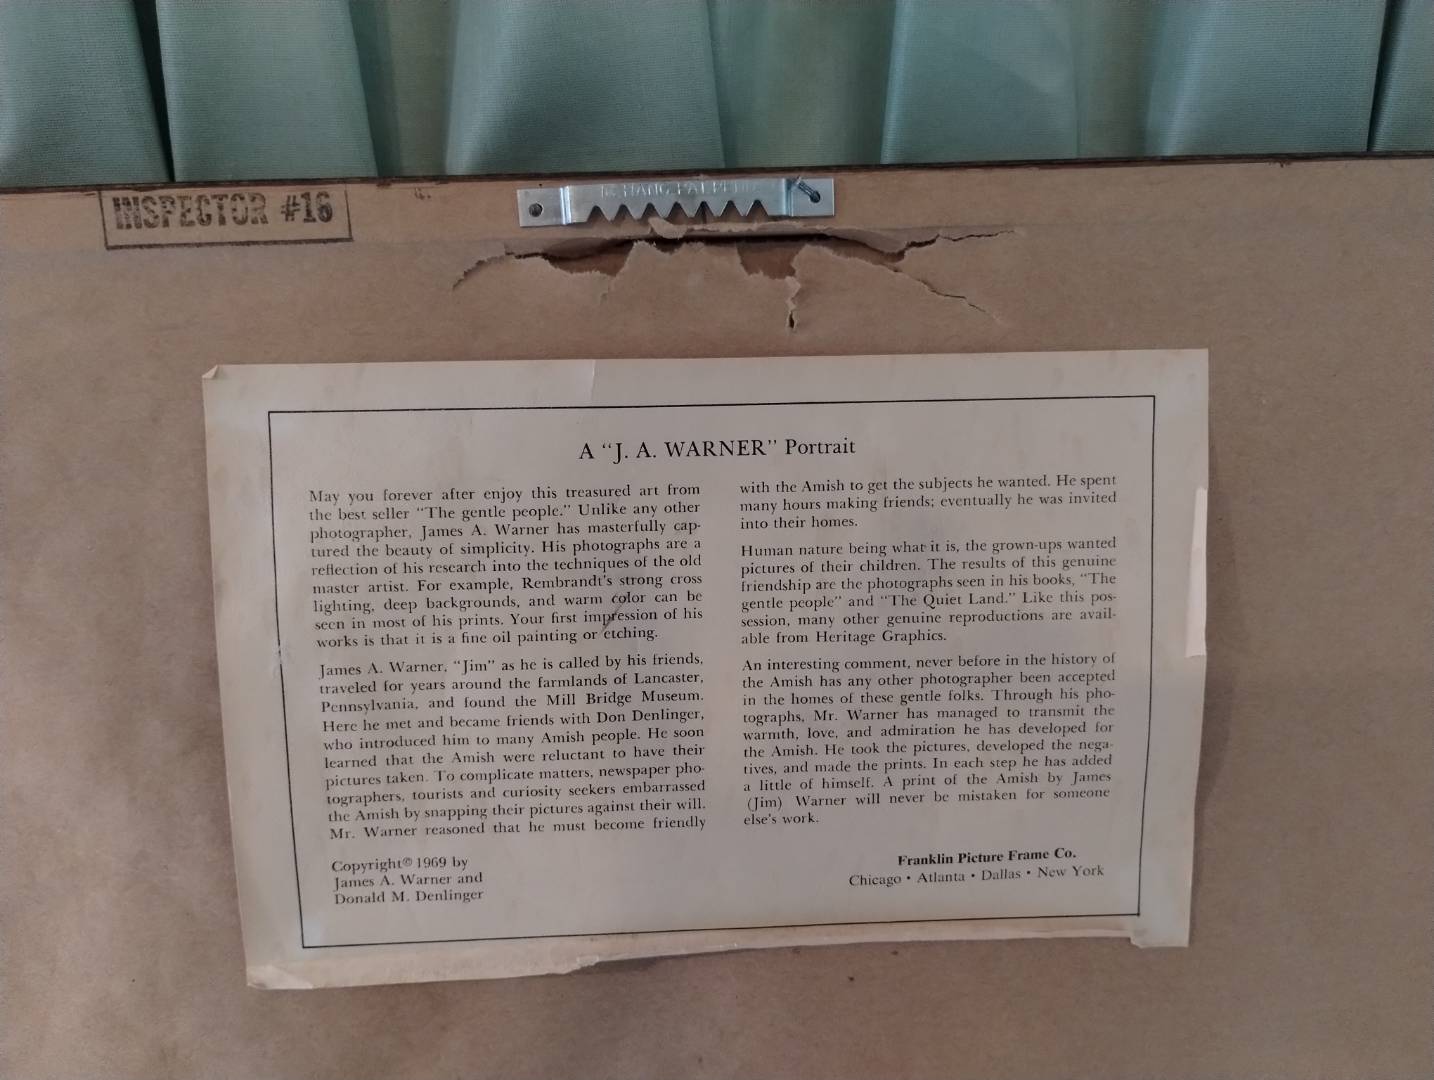 INSPECTOR #16
HANG
A "J. A. WARNER" Portrait
May you forever after enjoy this treasured art from
the best seller "The gentle people." Unlike any other
photographer, James A. Warner has masterfully cap-
tured the beauty of simplicity. His photographs are a
reflection of his research into the techniques of the old
master artist. For example, Rembrandt's strong cross
lighting, deep backgrounds, and warm color can be
seen in most of his prints. Your first impression of his
works is that it is a fine oil painting or etching.
James A. Warner, "Jim" as he is called by his friends,
traveled for years around the farmlands of Lancaster,
Pennsylvania, and found the Mill Bridge Museum.
Here he met and became friends with Don Denlinger,
who introduced him to many Amish people. He soon
learned that the Amish were reluctant to have their
pictures taken. To complicate matters, newspaper pho-
tographers, tourists and curiosity seekers embarrassed
the Amish by snapping their pictures against their will.
Mr. Warner reasoned that he must become friendly
with the Amish to get the subjects he wanted. He spent
many hours making friends; eventually he was invited
into their homes.
Human nature being what it is, the grown-ups wanted
pictures of their children. The results of this genuine
friendship are the photographs seen in his books, "The
gentle people" and "The Quiet Land." Like this pos-
session, many other genuine reproductions are avail-
able from Heritage Graphics.
An interesting comment, never before in the history of
the Amish has any other photographer been accepted
in the homes of these gentle folks. Through his pho-
tographs, Mr. Warner has managed to transmit the
warmth, love, and admiration he has developed for
the Amish. He took the pictures, developed the nega-
tives, and made the prints. In each step he has added
a little of himself. A print of the Amish by James
(Jim) Warner will never be mistaken for someone
else's work.
Copyright© 1969 by
James A. Warner and
Donald M. Denlinger
Franklin Picture Frame Co.
Chicago • Atlanta • Dallas • New York